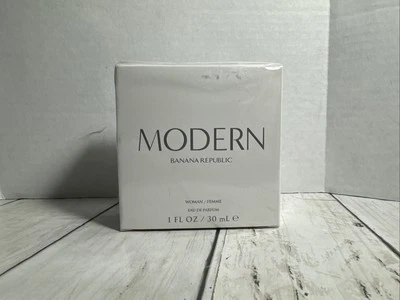 MODERN
BANANA REPUBLIC
WOMAN / FEMME
EAU DE PARFUM
1 FL OZ / 30 mL ℮